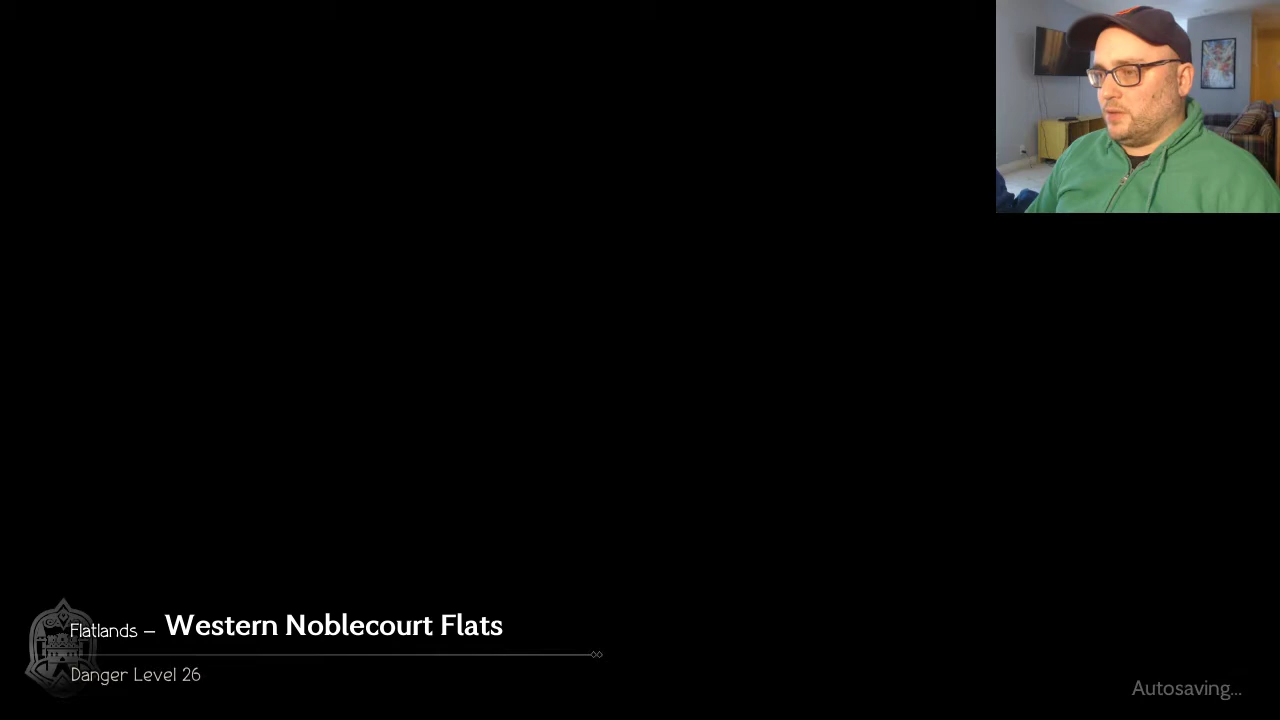 Flatlands – Western Noblecourt Flats
Danger Level 26
Autosaving...